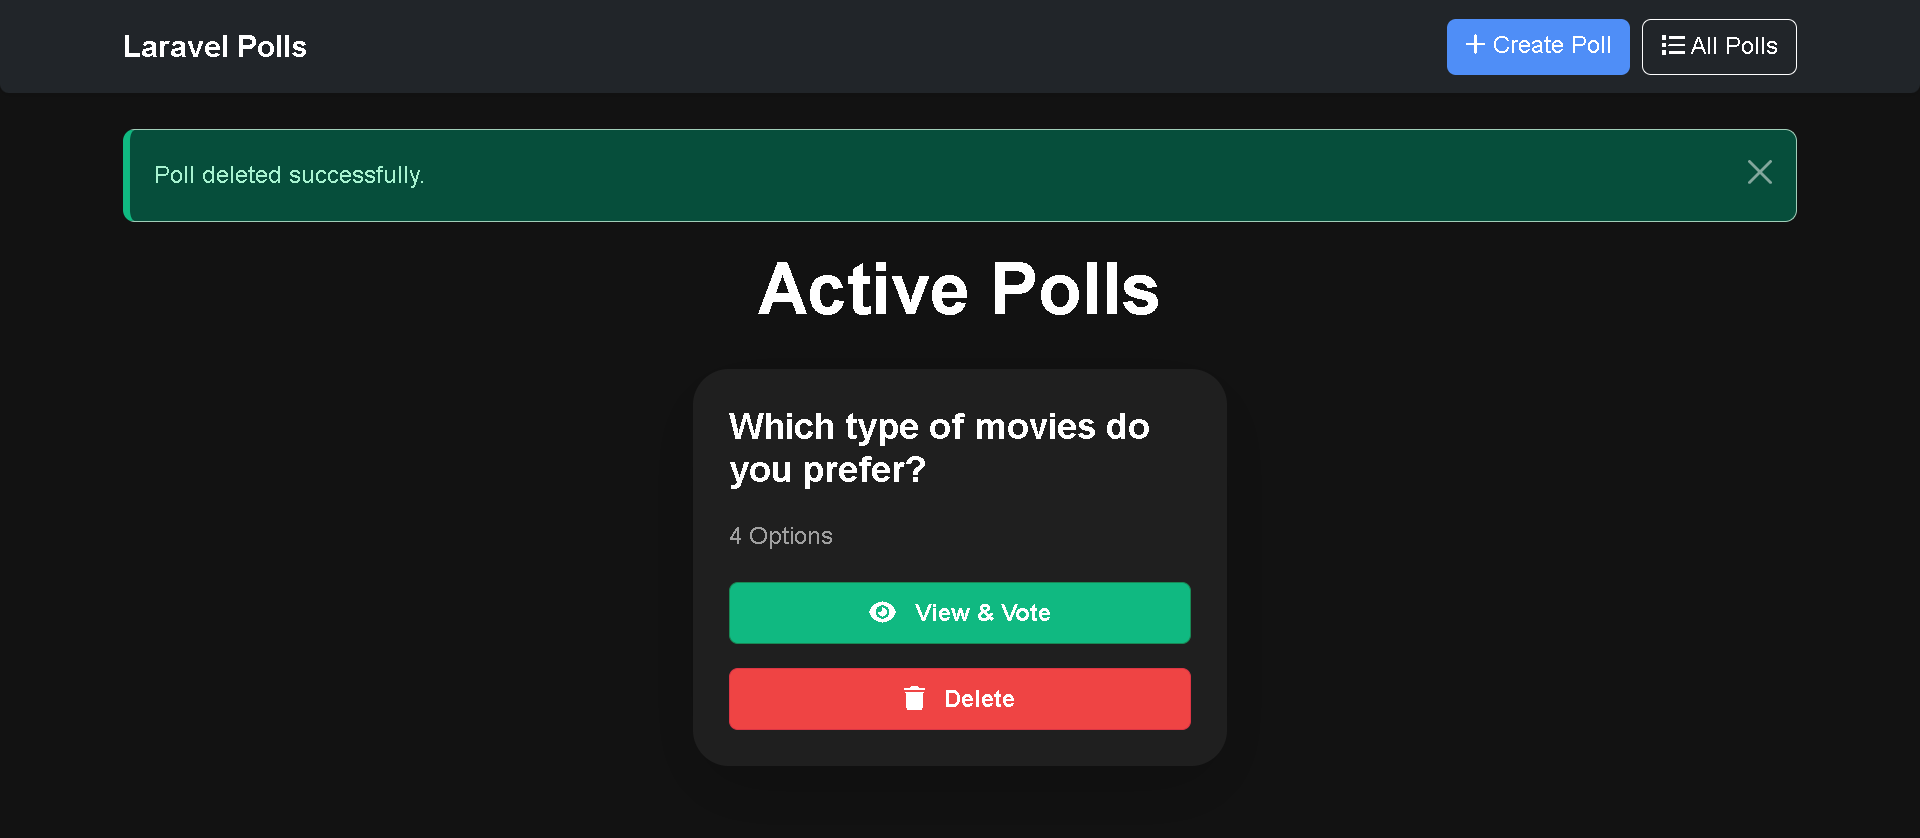 Laravel Polls
Create Poll
All Polls
Poll deleted successfully.
Active Polls
Which type of movies do
you prefer?
4 Options
View & Vote
Delete